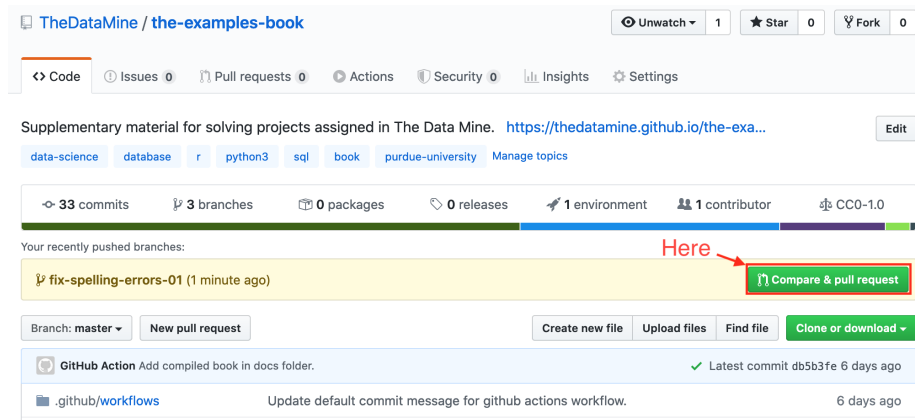 TheDataMine / the-examples-book Unwatch 1 Star 0 Fork 0
Code Issues 0 Pull requests 0 Actions Security 0 Insights Settings
Supplementary material for solving projects assigned in The Data Mine. https://thedatamine.github.io/the-exa... Edit
data-science database r python3 sql book purdue-university Manage topics
33 commits 3 branches 0 packages 0 releases 1 environment 1 contributor CC0-1.0
Your recently pushed branches:
Here
fix-spelling-errors-01 (1 minute ago) Compare & pull request
Branch: master New pull request Create new file Upload files Find file Clone or download
GitHub Action Add compiled book in docs folder. Latest commit db5b3fe 6 days ago
.github/workflows Update default commit message for github actions workflow. 6 days ago